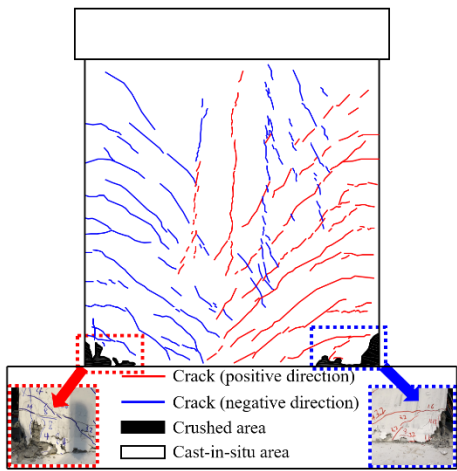 Crack (positive direction)
Crack (negative direction)
Crushed area
Cast-in-situ area